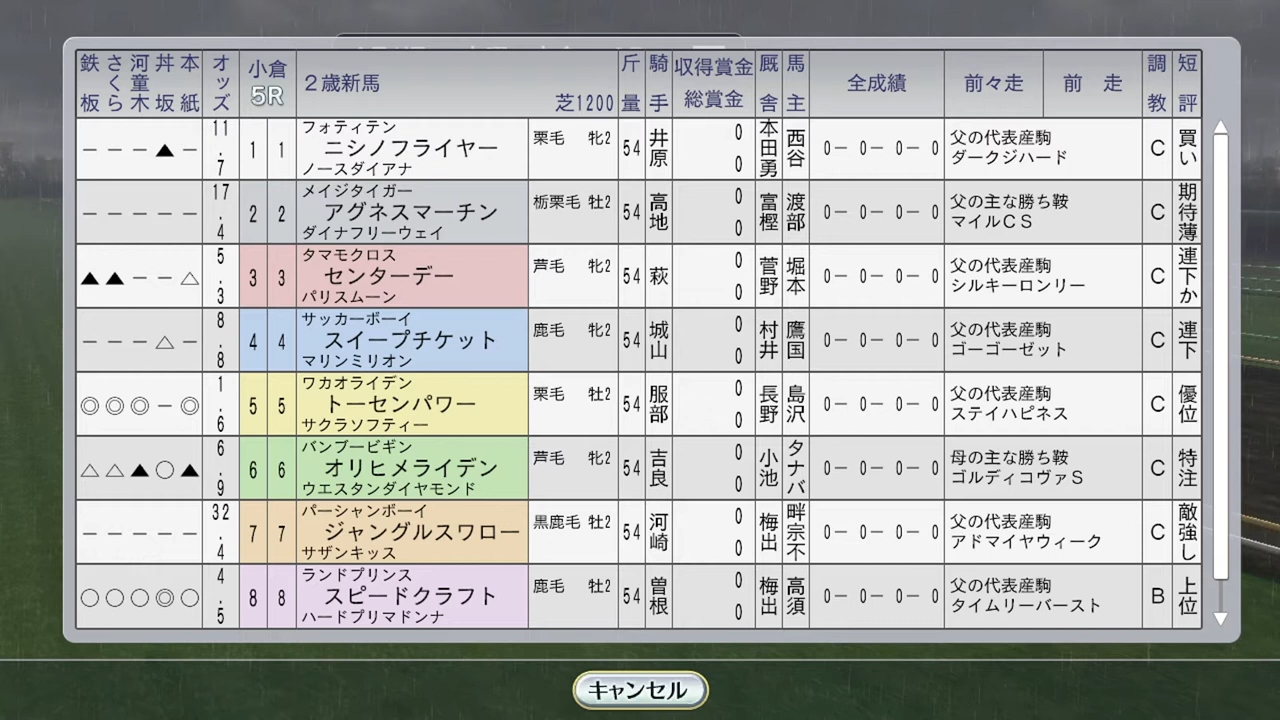 鉄板 さくら 河童木 丼坂 本紙 オッズ 小倉 5R 2歳新馬 芝1200 斤量 騎手 収得賞金 総賞金 厩舎 馬主 全成績 前々走 前 走 調教 短評
フォティテン
－－－▲－ 11.7 1 1 ニシノフライヤー 栗毛 牝2 54 井原 0 0 本田勇 西谷 0－ 0－ 0－ 0 父の代表産駒 ダークジハード C 買い
ノースダイアナ
メイジタイガー
－－－－－ 17.4 2 2 アグネスマーチン 栃栗毛 牡2 54 高地 0 0 富樫 渡部 0－ 0－ 0－ 0 父の主な勝ち鞍 マイルCS C 期待薄
ダイナフリーウェイ
タマモクロス
▲▲－－△ 5.3 3 3 センターデー 芦毛 牝2 54 萩 0 0 菅野 堀本 0－ 0－ 0－ 0 父の代表産駒 シルキーロンリー C 連下か
パリスムーン
サッカーボーイ
－－－△－ 8.8 4 4 スイープチケット 鹿毛 牝2 54 城山 0 0 村井 鷹国 0－ 0－ 0－ 0 父の代表産駒 ゴーゴーゼット C 連下
マリンミリオン
ワカオライデン
◎◎◎－◎ 1.6 5 5 トーセンパワー 栗毛 牡2 54 服部 0 0 長野 島沢 0－ 0－ 0－ 0 父の代表産駒 ステイハピネス C 優位
サクラソフティー
バンブービギン
△△▲○▲ 6.9 6 6 オリヒメライデン 芦毛 牝2 54 吉良 0 0 小池 タナバ 0－ 0－ 0－ 0 母の主な勝ち鞍 ゴルディコヴァS C 特注
ウエスタンダイヤモンド
パーシャンボーイ
－－－－－ 32.4 7 7 ジャングルスワロー 黒鹿毛 牡2 54 河崎 0 0 梅出 畔宗不 0－ 0－ 0－ 0 父の代表産駒 アドマイヤウィーク C 敵強し
サザンキッス
ランドプリンス
○○○◎○ 4.5 8 8 スピードクラフト 鹿毛 牡2 54 曽根 0 0 梅出 高須 0－ 0－ 0－ 0 父の代表産駒 タイムリーバースト B 上位
ハードプリマドンナ
キャンセル